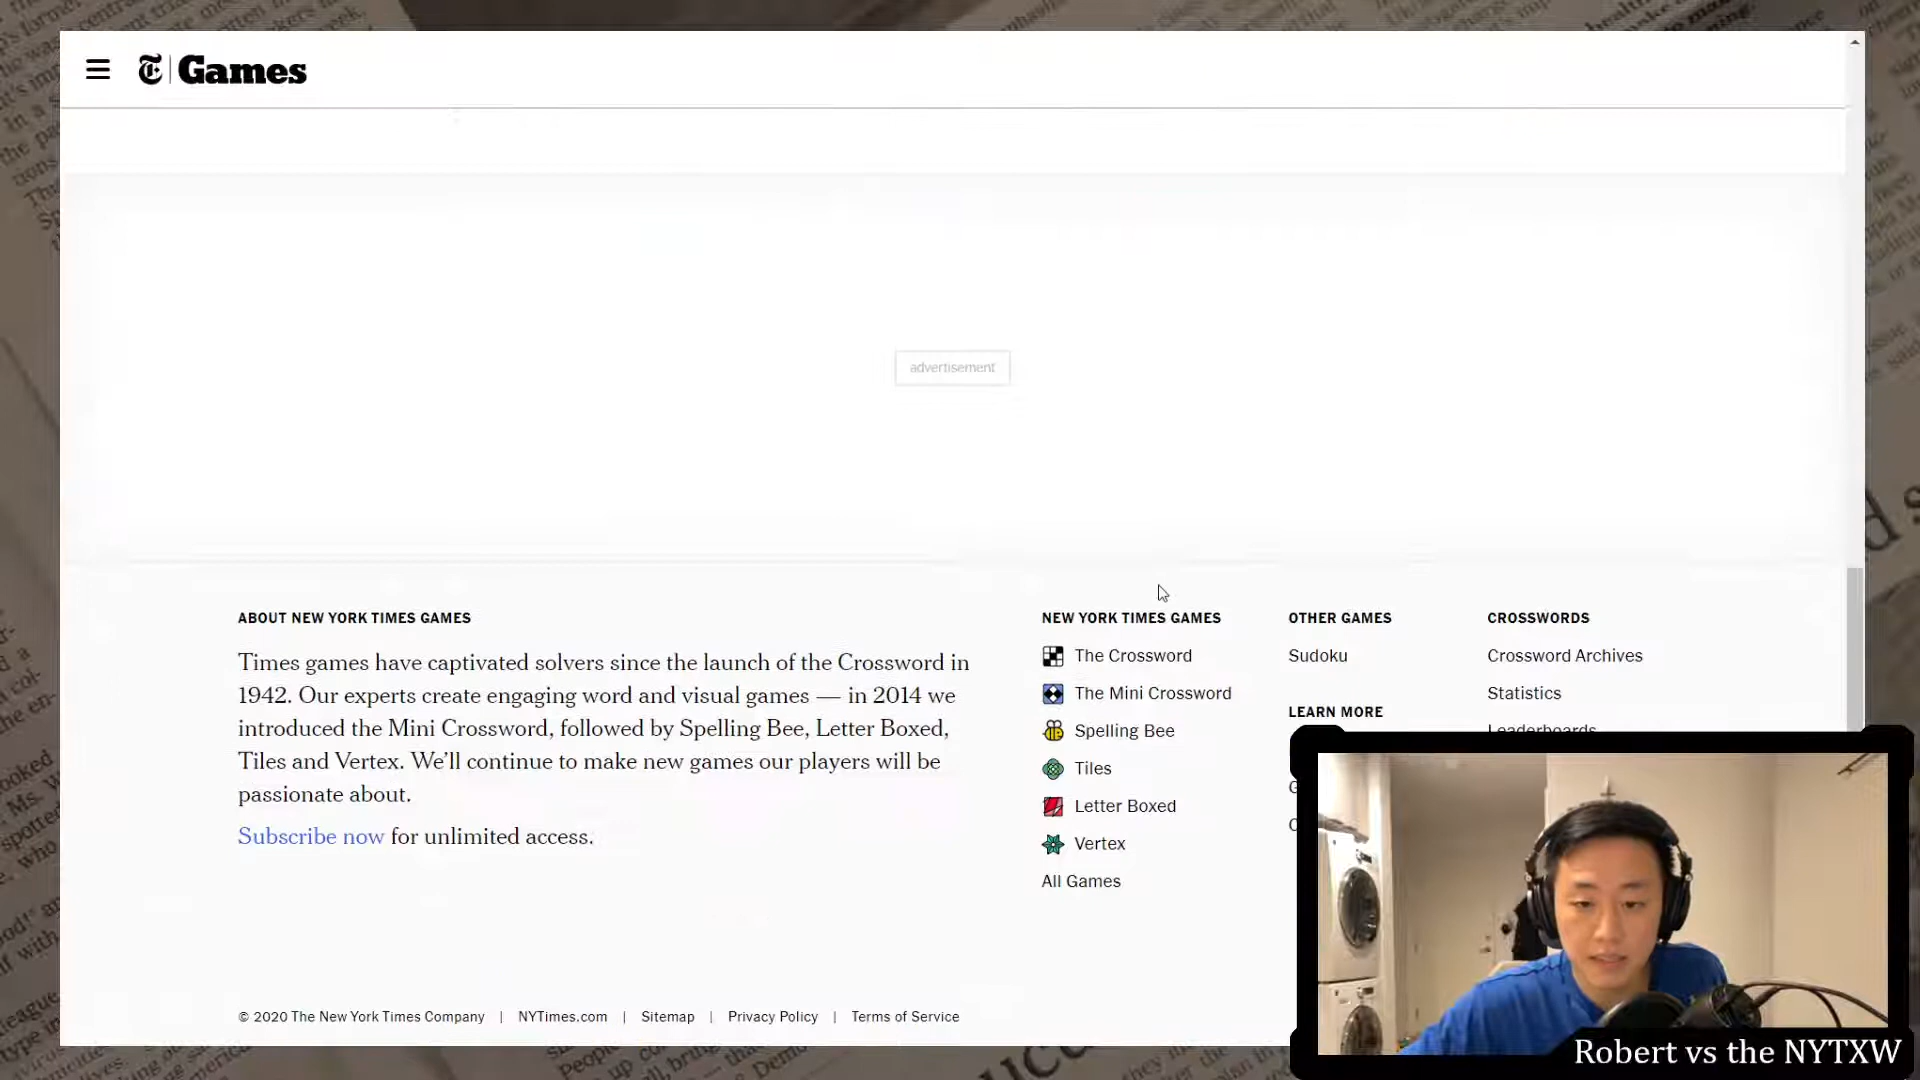 Games
advertisement
ABOUT NEW YORK TIMES GAMES
Times games have captivated solvers since the launch of the Crossword in
1942. Our experts create engaging word and visual games — in 2014 we
introduced the Mini Crossword, followed by Spelling Bee, Letter Boxed,
Tiles and Vertex. We’ll continue to make new games our players will be
passionate about.
Subscribe now for unlimited access.
NEW YORK TIMES GAMES
The Crossword
The Mini Crossword
Spelling Bee
Tiles
Letter Boxed
Vertex
All Games
OTHER GAMES
Sudoku
LEARN MORE
CROSSWORDS
Crossword Archives
Statistics
Leaderboards
© 2020 The New York Times Company | NYTimes.com | Sitemap | Privacy Policy | Terms of Service
Robert vs the NYTXW